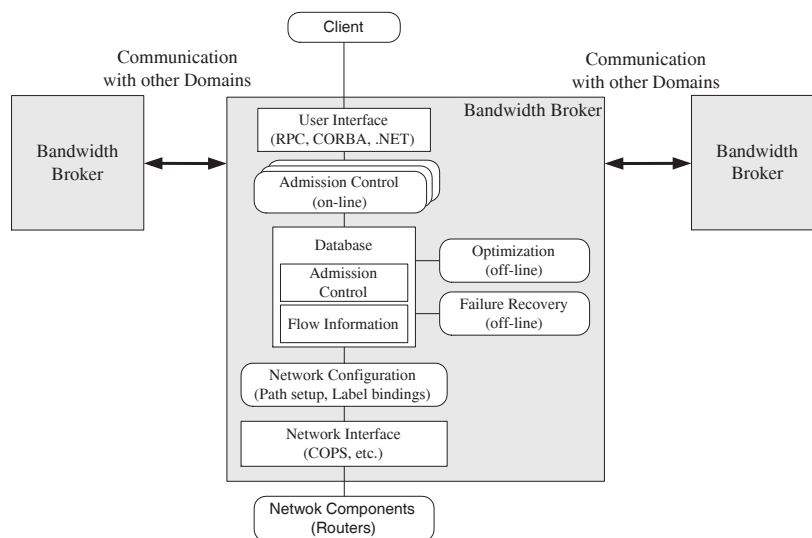 Client
Communication
with other Domains
Communication
with other Domains
Bandwidth
Broker
Bandwidth Broker
Bandwidth
Broker
User Interface
(RPC, CORBA, .NET)
Admission Control
(on-line)
Database
Admission
Control
Flow Information
Optimization
(off-line)
Failure Recovery
(off-line)
Network Configuration
(Path setup, Label bindings)
Network Interface
(COPS, etc.)
Netwok Components
(Routers)